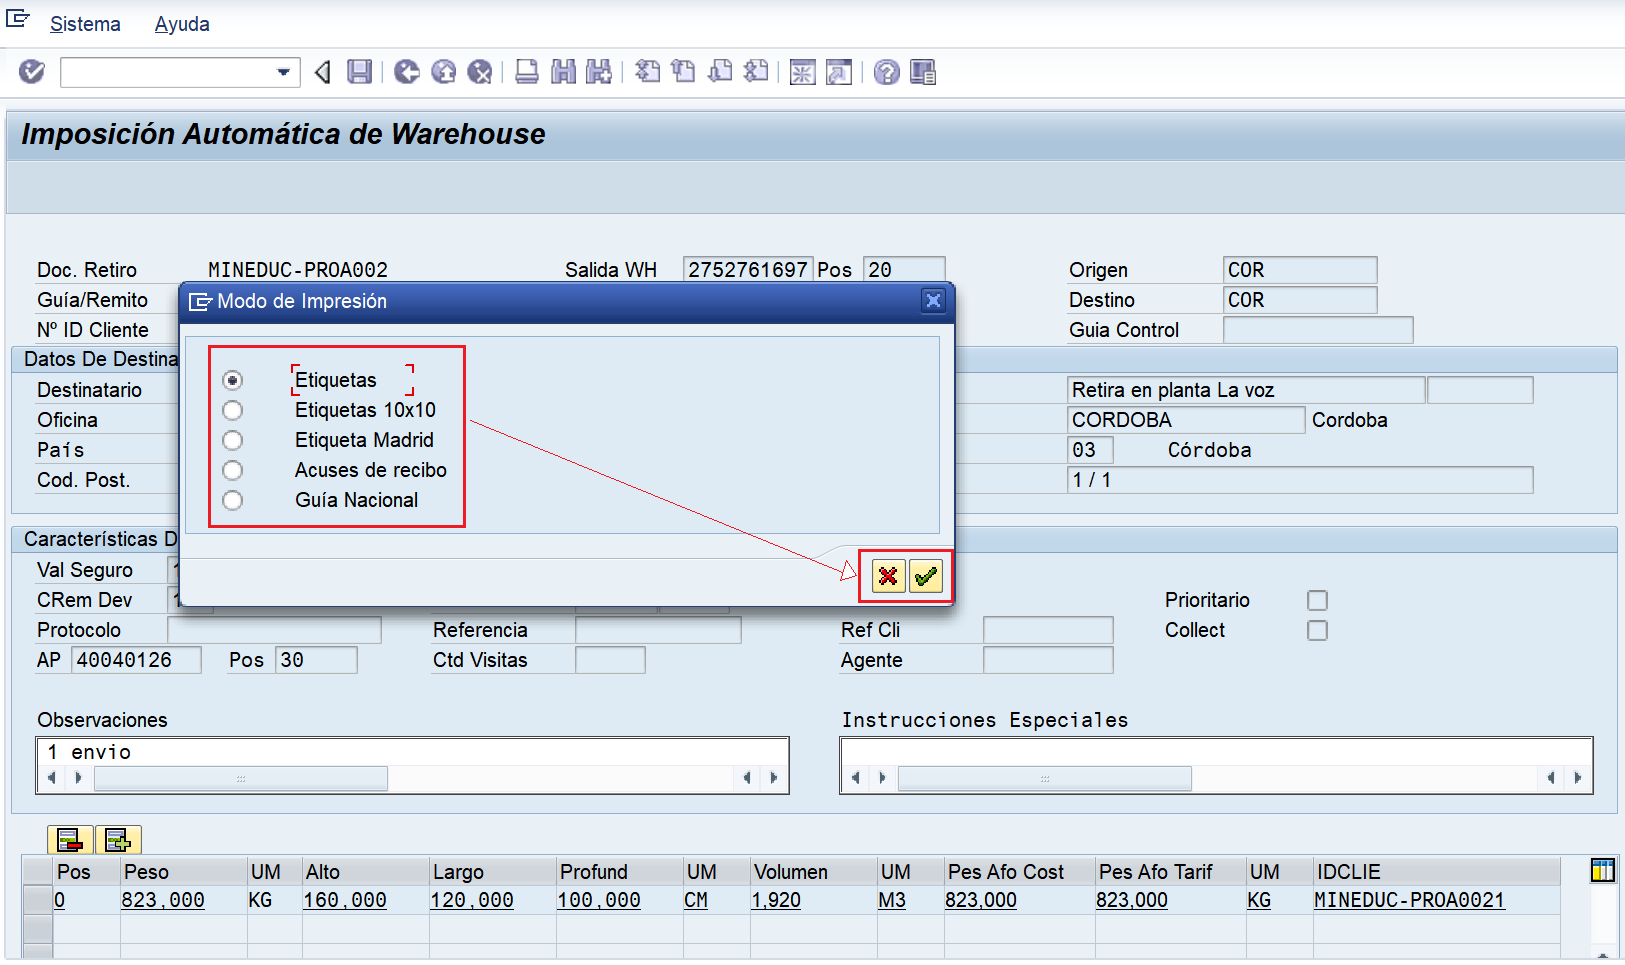 Sistema Ayuda
Imposición Automática de Warehouse
Doc. Retiro MINEDUC-PROA002 Salida WH 2752761697 Pos 20 Origen COR
Guía/Remito Destino COR
Nº ID Cliente Guia Control
Modo de Impresión
Etiquetas
Etiquetas 10x10
Etiqueta Madrid
Acuses de recibo
Guía Nacional
Datos De Destina
Destinatario Retira en planta La voz
Oficina CORDOBA Cordoba
País 03 Córdoba
Cod. Post. 1 / 1
Características D
Val Seguro
CRem Dev Prioritario
Protocolo Referencia Ref Cli Collect
AP 40040126 Pos 30 Ctd Visitas Agente
Observaciones Instrucciones Especiales
1 envio
Pos Peso UM Alto Largo Profund UM Volumen UM Pes Afo Cost Pes Afo Tarif UM IDCLIE
0 823,000 KG 160,000 120,000 100,000 CM 1,920 M3 823,000 823,000 KG MINEDUC-PROA0021